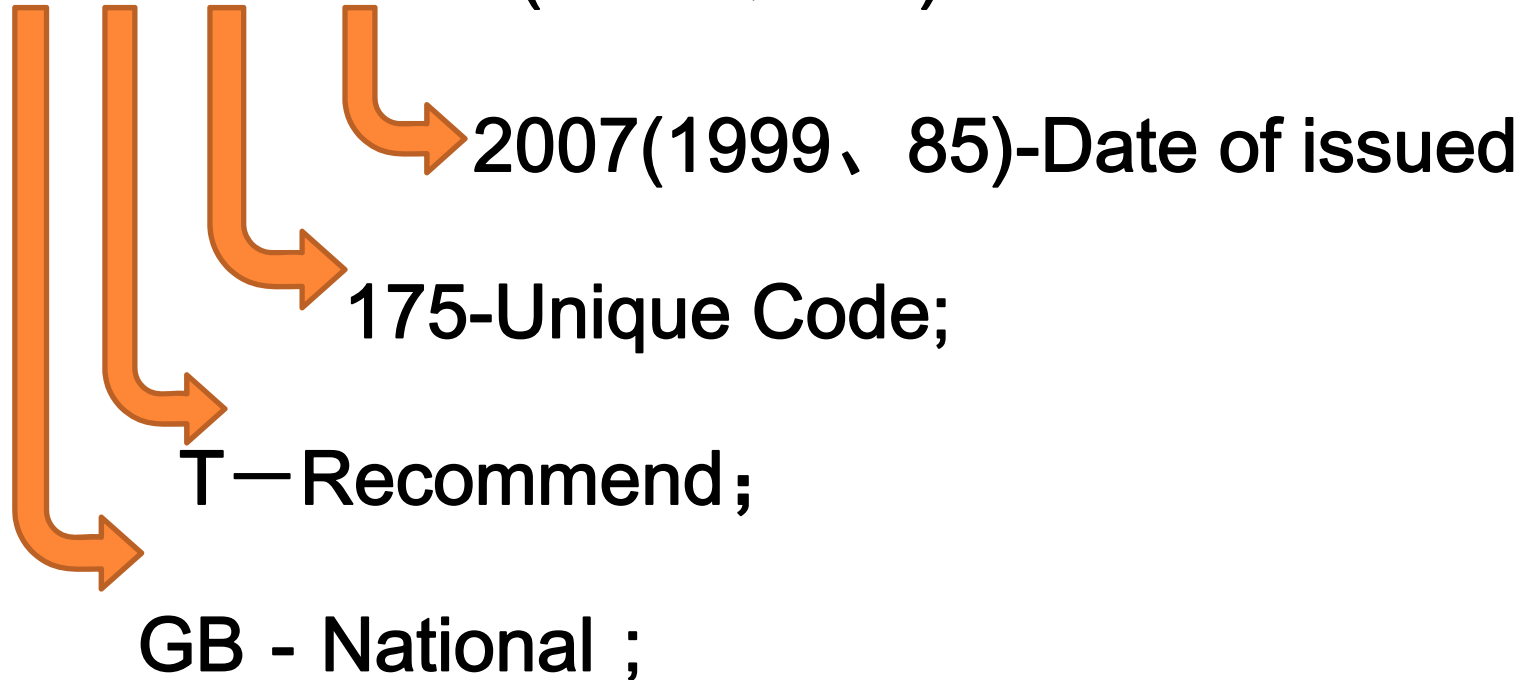 2007(1999、85)-Date of issued
175-Unique Code;
T－Recommend；
GB - National ;